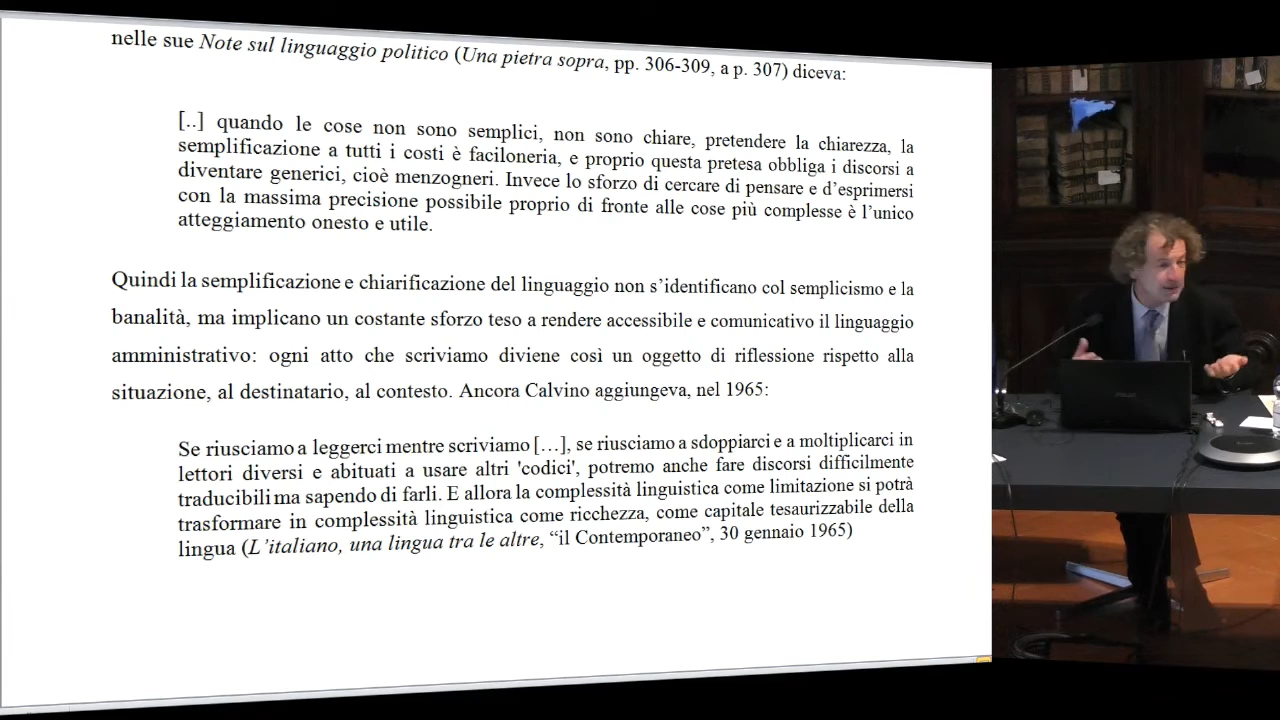 nelle sue Note sul linguaggio politico (Una pietra sopra, pp. 306-309, a p. 307) diceva:
[..] quando le cose non sono semplici, non sono chiare, pretendere la chiarezza, la
semplificazione a tutti i costi è faciloneria, e proprio questa pretesa obbliga i discorsi a
diventare generici, cioè menzogneri. Invece lo sforzo di cercare di pensare e d’esprimersi
con la massima precisione possibile proprio di fronte alle cose più complesse è l’unico
atteggiamento onesto e utile.
Quindi la semplificazione e chiarificazione del linguaggio non s’identificano col semplicismo e la
banalità, ma implicano un costante sforzo teso a rendere accessibile e comunicativo il linguaggio
amministrativo: ogni atto che scriviamo diviene così un oggetto di riflessione rispetto alla
situazione, al destinatario, al contesto. Ancora Calvino aggiungeva, nel 1965:
Se riusciamo a leggerci mentre scriviamo […], se riusciamo a sdoppiarci e a moltiplicarci in
lettori diversi e abituati a usare altri 'codici', potremo anche fare discorsi difficilmente
traducibili ma sapendo di farli. E allora la complessità linguistica come limitazione si potrà
trasformare in complessità linguistica come ricchezza, come capitale tesaurizzabile della
lingua (L’italiano, una lingua tra le altre, “il Contemporaneo”, 30 gennaio 1965)